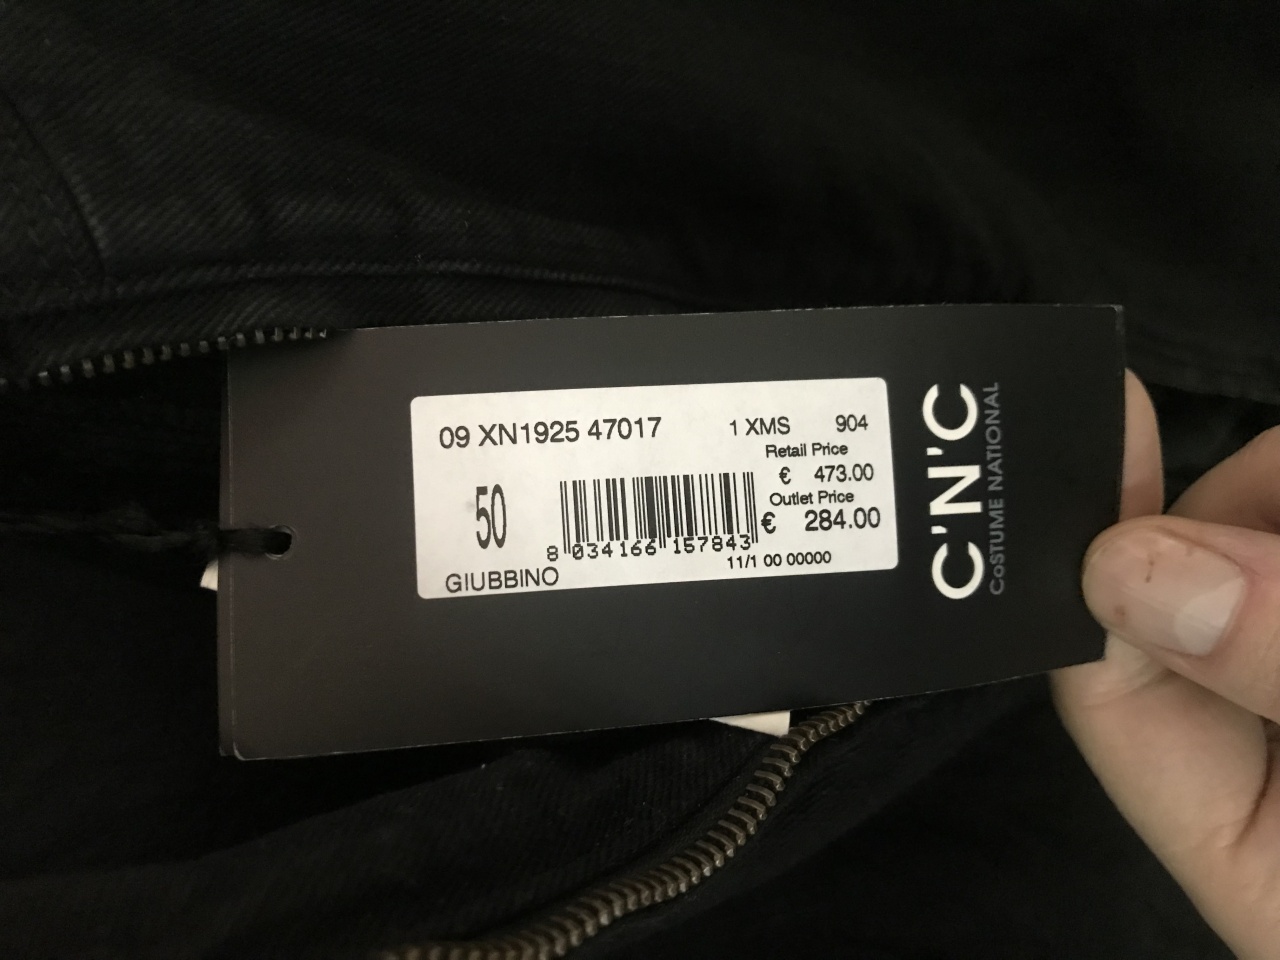 09 XN1925 47017 1 XMS 904
Retail Price
€ 473.00
Outlet Price
€ 284.00
50
8 034166 157843
11/1 00 00000
GIUBBINO
C'N'C
CoSTUME NATIONAL